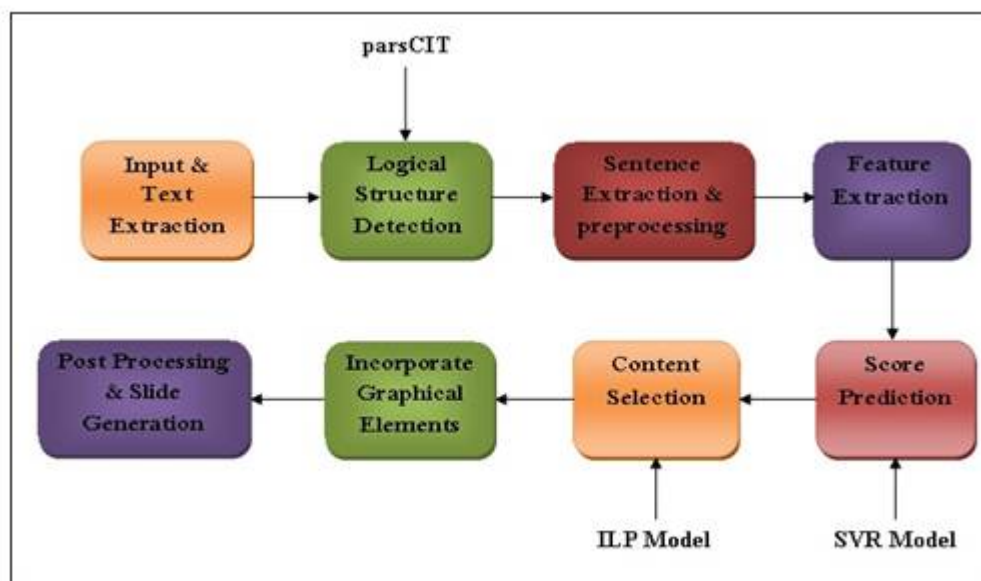 parsCIT
Input &
Text
Extraction
Logical
Structure
Detection
Sentence
Extraction &
preprocessing
Feature
Extraction
Score
Prediction
Content
Selection
Incorporate
Graphical
Elements
Post Processing
& Slide
Generation
ILP Model
SVR Model